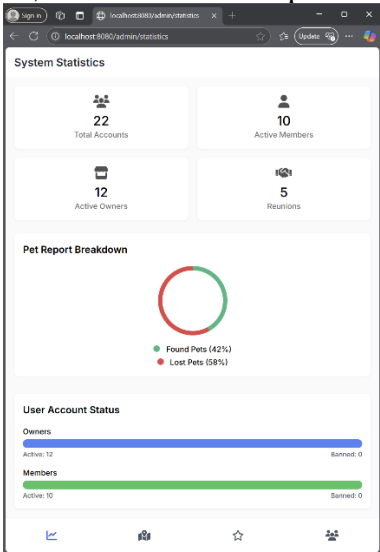 Sign in
localhost:8080/admin/statistics
localhost:8080/admin/statistics
Update
System Statistics
22
Total Accounts
10
Active Members
12
Active Owners
5
Reunions
Pet Report Breakdown
Found Pets (42%)
Lost Pets (58%)
User Account Status
Owners
Active: 12 Banned: 0
Members
Active: 10 Banned: 0